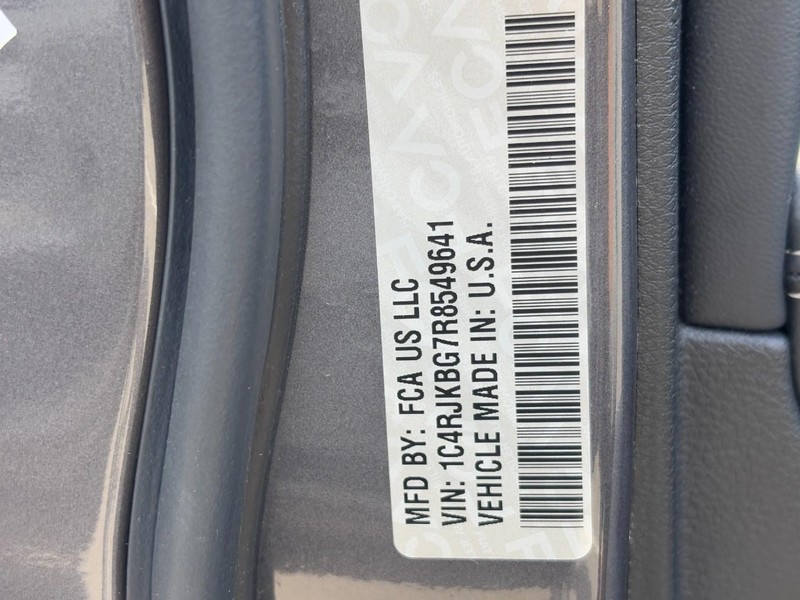 MFD BY: FCA US LLC
VIN: 1C4RJKBG7R8549641
VEHICLE MADE IN: U.S.A.